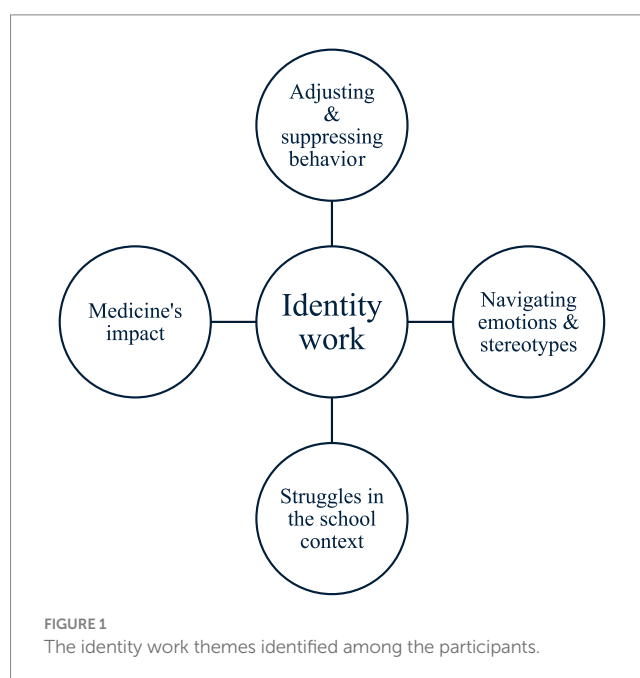 Adjusting
&
suppressing
behavior
Medicine's
impact
Identity
work
Navigating
emotions &
stereotypes
Struggles in
the school
context
FIGURE 1
The identity work themes identified among the participants.